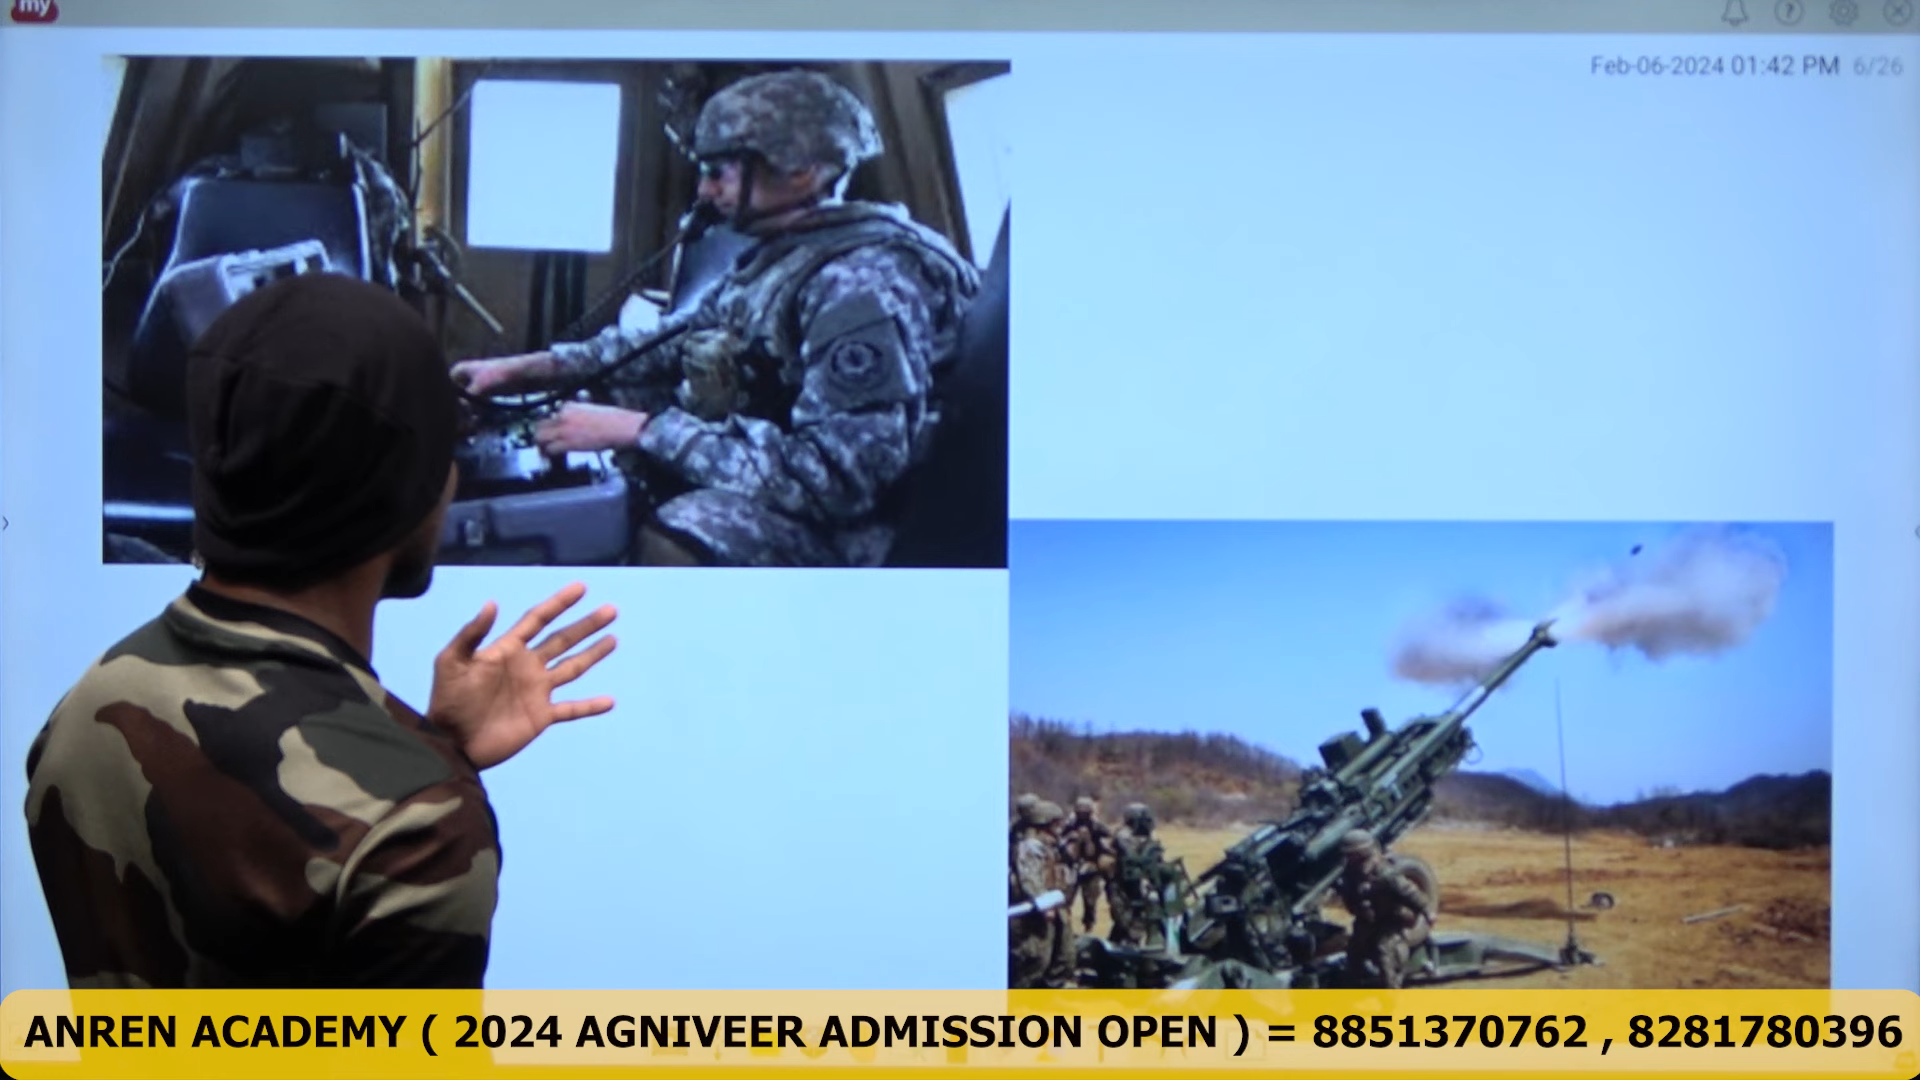 my
Feb-06-2024 01:42 PM 6/26
ANREN ACADEMY ( 2024 AGNIVEER ADMISSION OPEN ) = 8851370762 , 8281780396